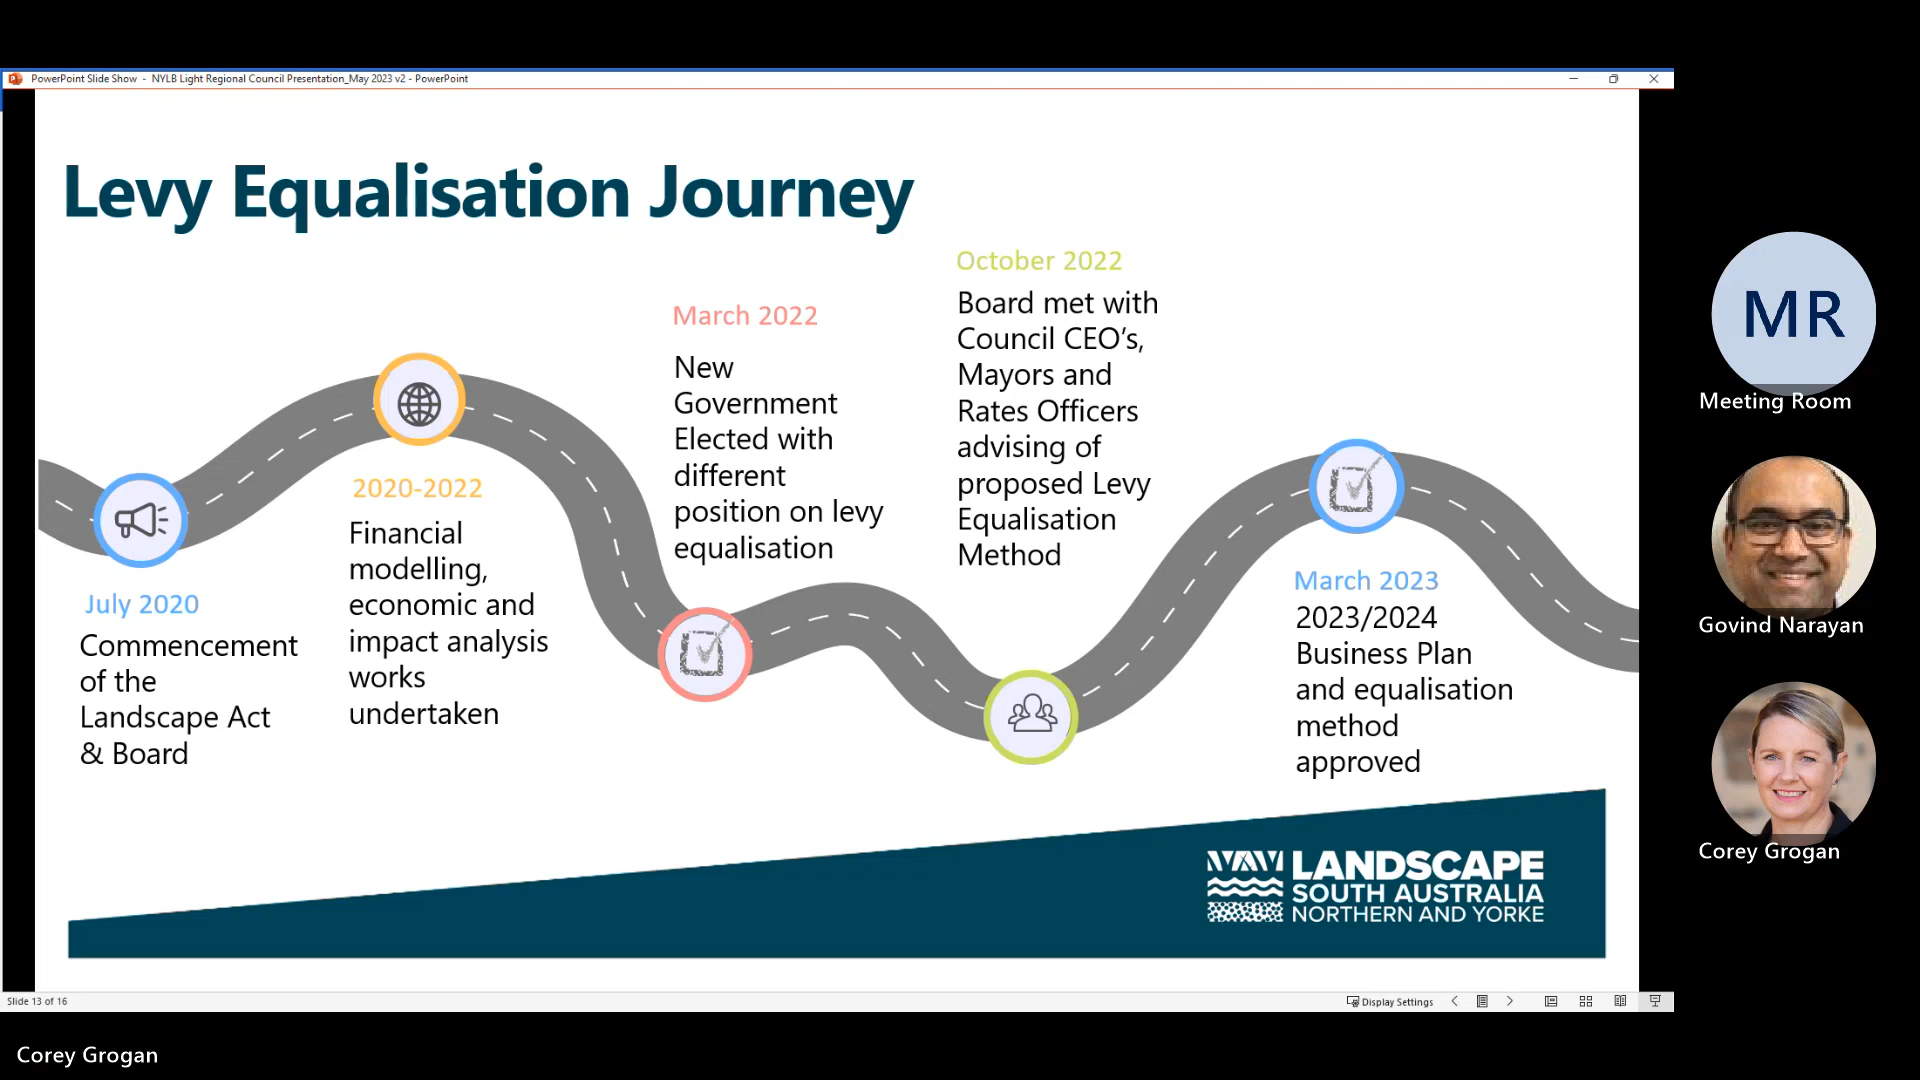 PowerPoint Slide Show - NYLB Light Regional Council Presentation_May 2023 v2 - PowerPoint
Levy Equalisation Journey
July 2020
Commencement
of the
Landscape Act
& Board
2020-2022
Financial
modelling,
economic and
impact analysis
works
undertaken
March 2022
New
Government
Elected with
different
position on levy
equalisation
October 2022
Board met with
Council CEO’s,
Mayors and
Rates Officers
advising of
proposed Levy
Equalisation
Method
March 2023
2023/2024
Business Plan
and equalisation
method
approved
LANDSCAPE
SOUTH AUSTRALIA
NORTHERN AND YORKE
Slide 13 of 16
Display Settings
MR
Meeting Room
Govind Narayan
Corey Grogan
Corey Grogan